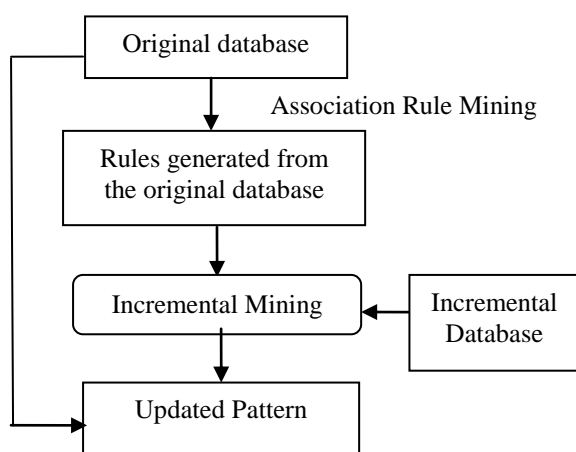 Original database
Association Rule Mining
Rules generated from
the original database
Incremental Mining
Incremental
Database
Updated Pattern